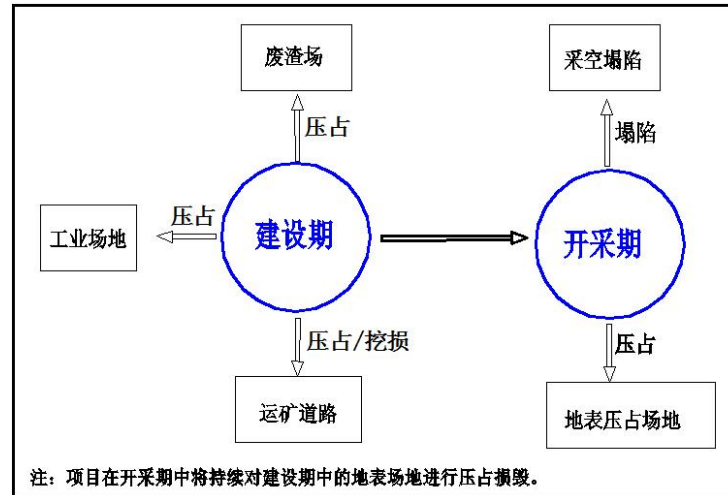 废渣场
采空塌陷
压占
塌陷
工业场地
压占
建设期
开采期
压占/挖损
压占
运矿道路
地表压占场地
注：项目在开采期中将持续对建设期中的地表场地进行压占损毁。